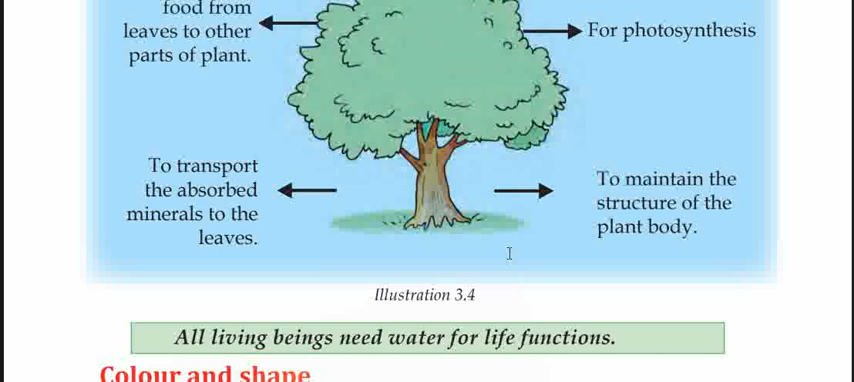 food from
leaves to other
parts of plant.
For photosynthesis
To transport
the absorbed
minerals to the
leaves.
To maintain the
structure of the
plant body.
Illustration 3.4
All living beings need water for life functions.
Colour and shape